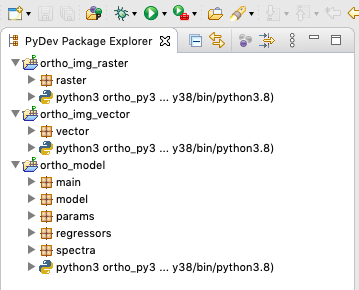 PyDev Package Explorer
ortho_img_raster
raster
python3 ortho_py3 ... y38/bin/python3.8)
ortho_img_vector
vector
python3 ortho_py3 ... y38/bin/python3.8)
ortho_model
main
model
params
regressors
spectra
python3 ortho_py3 ... y38/bin/python3.8)